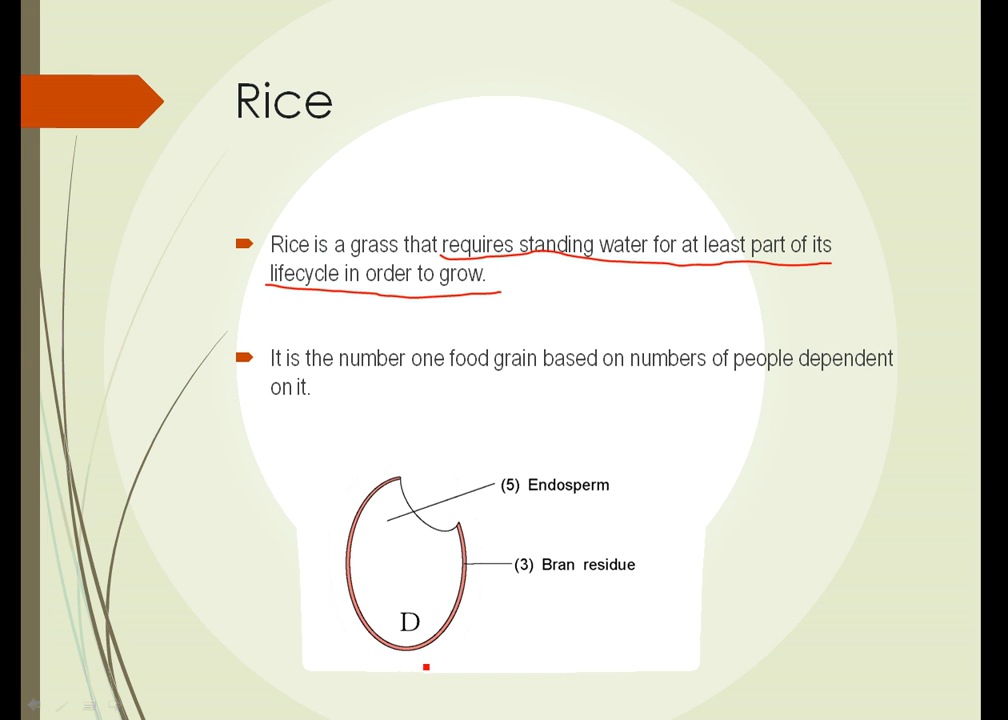 Rice
Rice is a grass that requires standing water for at least part of its
lifecycle in order to grow.
It is the number one food grain based on numbers of people dependent
on it.
(5) Endosperm
(3) Bran residue
D